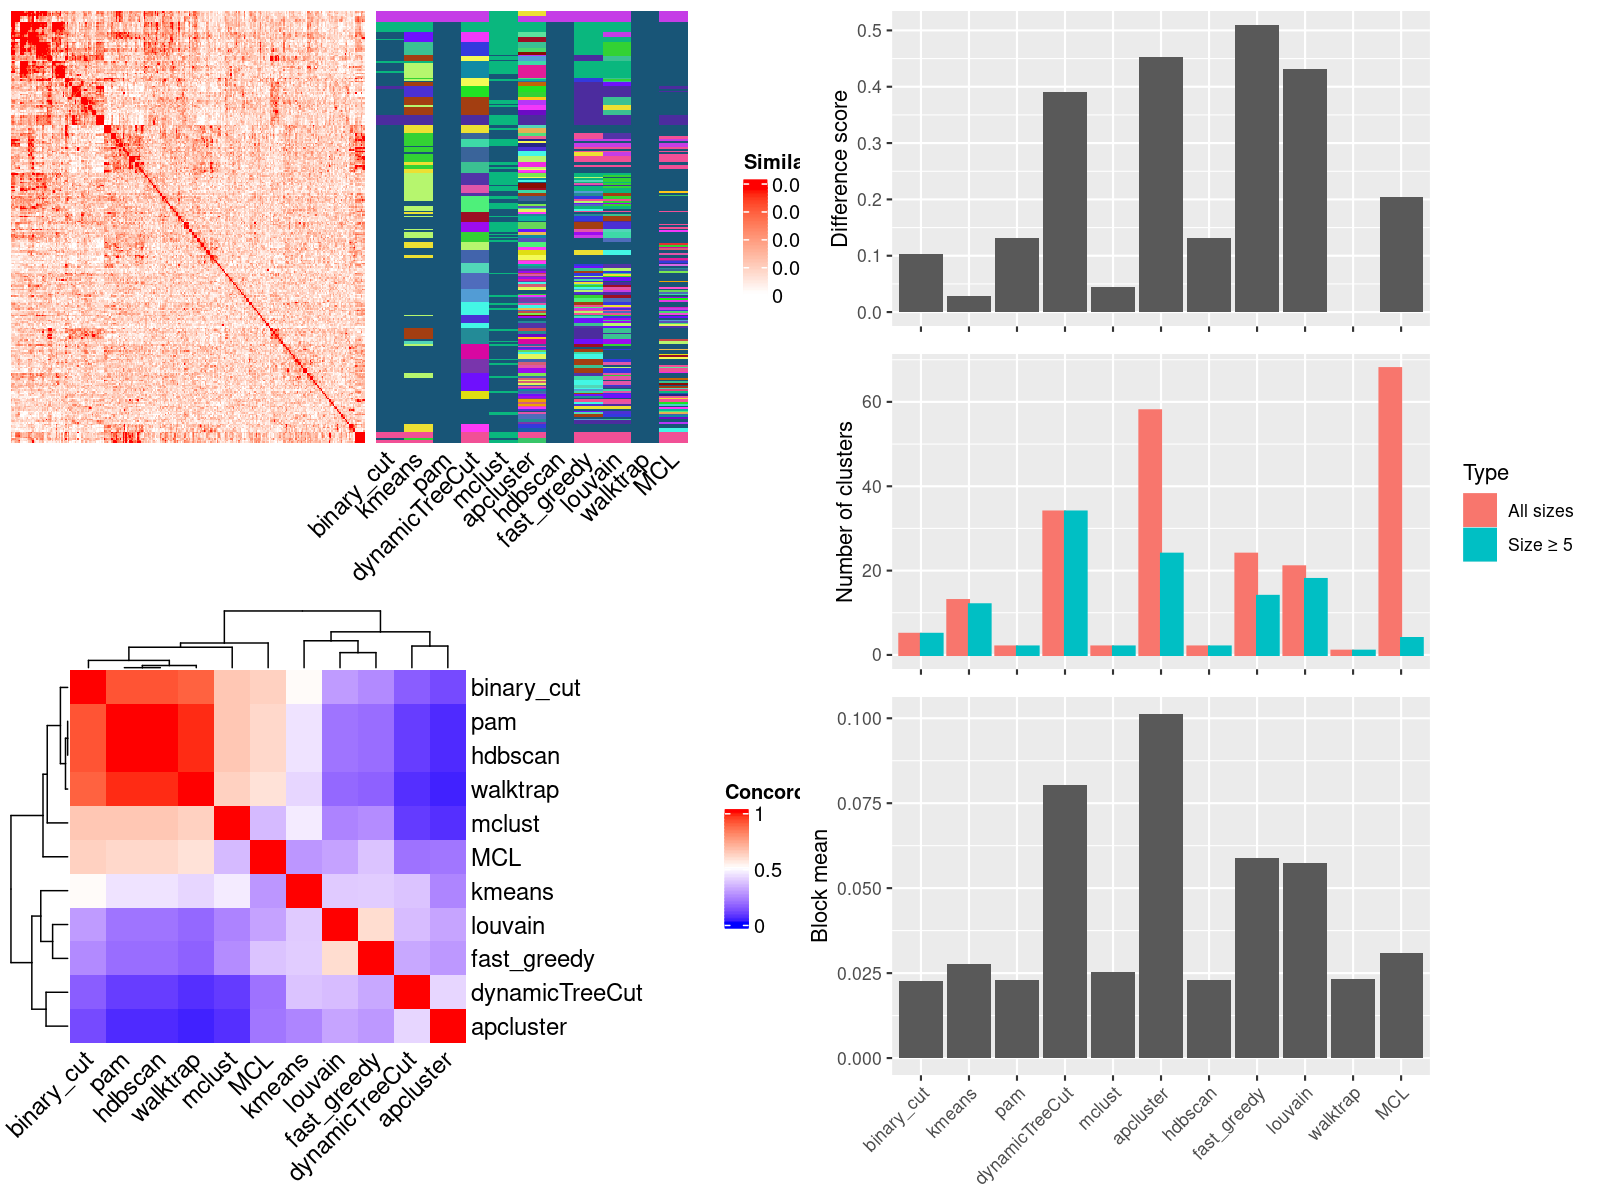 Simila
0.0
0.0
0.0
0.0
0
binary_cut
kmeans
pam
dynamicTreeCut
mclust
apcluster
hdbscan
fast_greedy
louvain
walktrap
MCL
binary_cut
pam
hdbscan
walktrap
mclust
MCL
kmeans
louvain
fast_greedy
dynamicTreeCut
apcluster
binary_cut
pam
hdbscan
walktrap
mclust
MCL
kmeans
louvain
fast_greedy
dynamicTreeCut
apcluster
Concord
1
0.5
0
Difference score
0.5
0.4
0.3
0.2
0.1
0.0
Number of clusters
60
40
20
0
Type
All sizes
Size ≥ 5
Block mean
0.100
0.075
0.050
0.025
0.000
binary_cut
kmeans
pam
dynamicTreeCut
mclust
apcluster
hdbscan
fast_greedy
louvain
walktrap
MCL